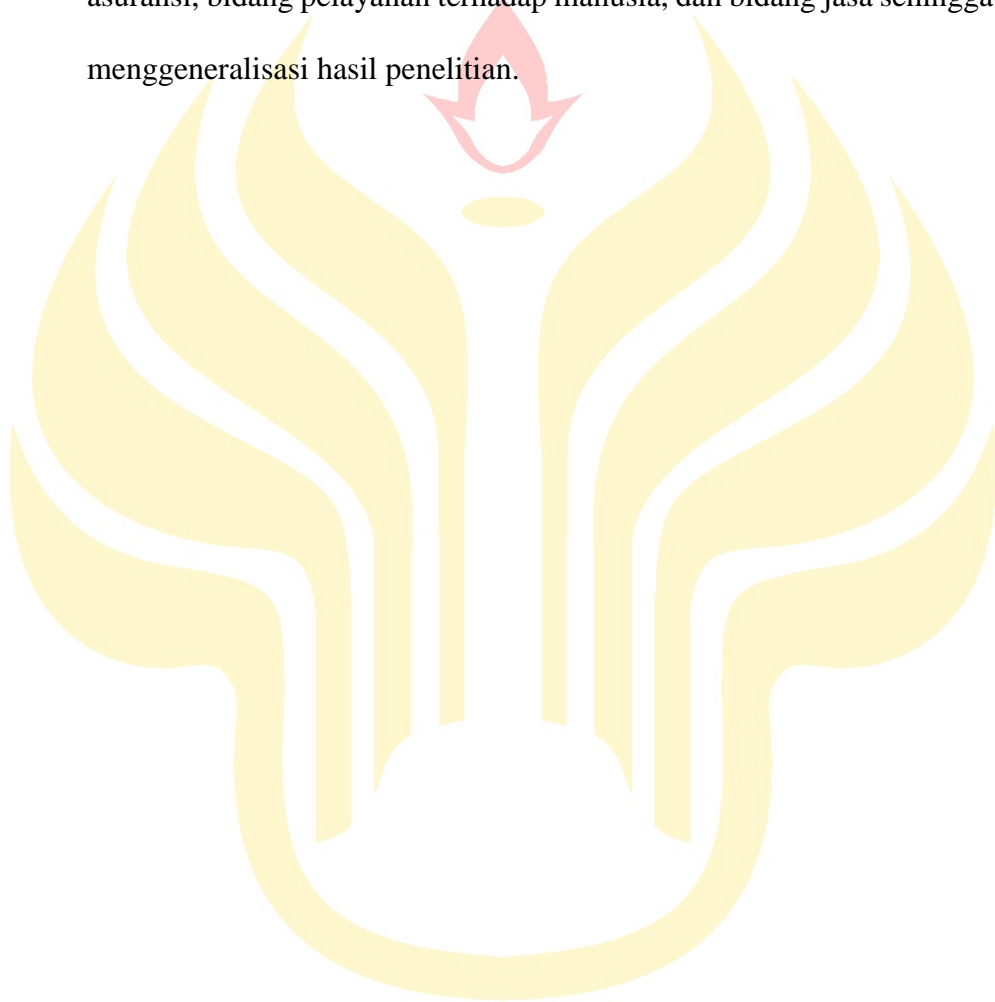 asuransi, bidang pelayanan terhadap manusia, dan bidang jasa sehingga
menggeneralisasi hasil penelitian.